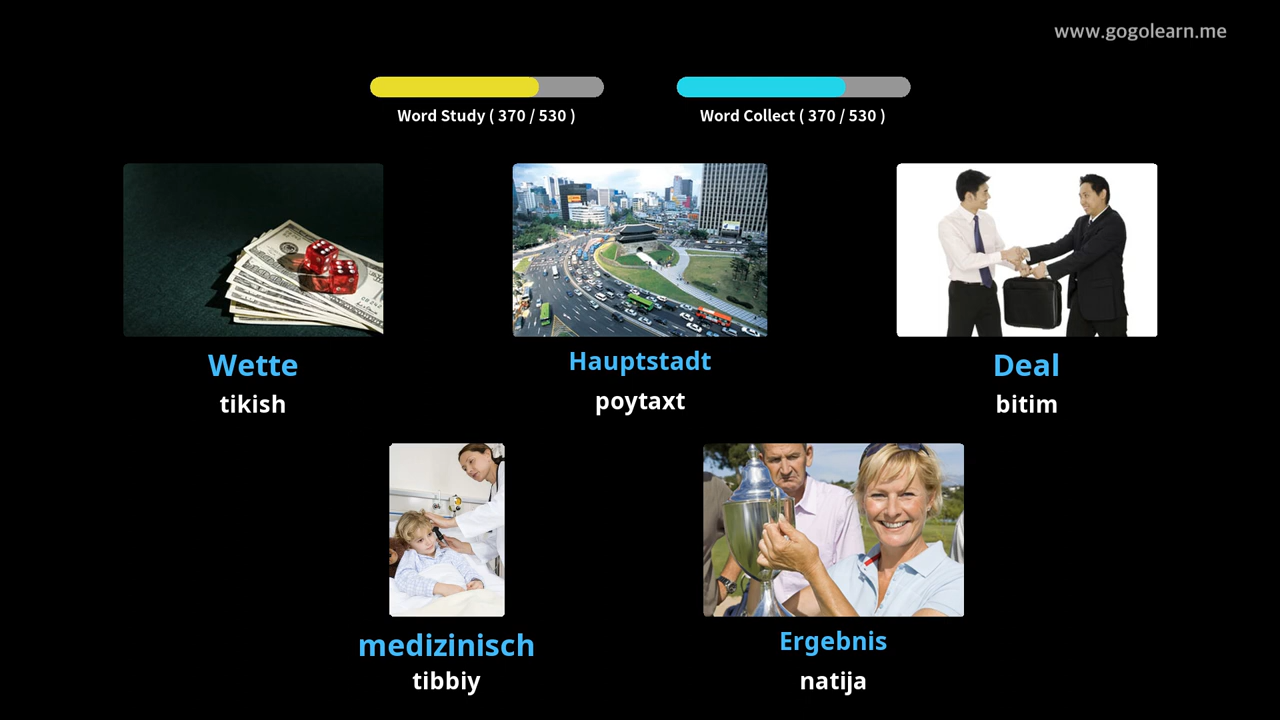 www.gogolearn.me
Word Study ( 370 / 530 )
Word Collect ( 370 / 530 )
Wette
tikish
Hauptstadt
poytaxt
Deal
bitim
medizinisch
tibbiy
Ergebnis
natija